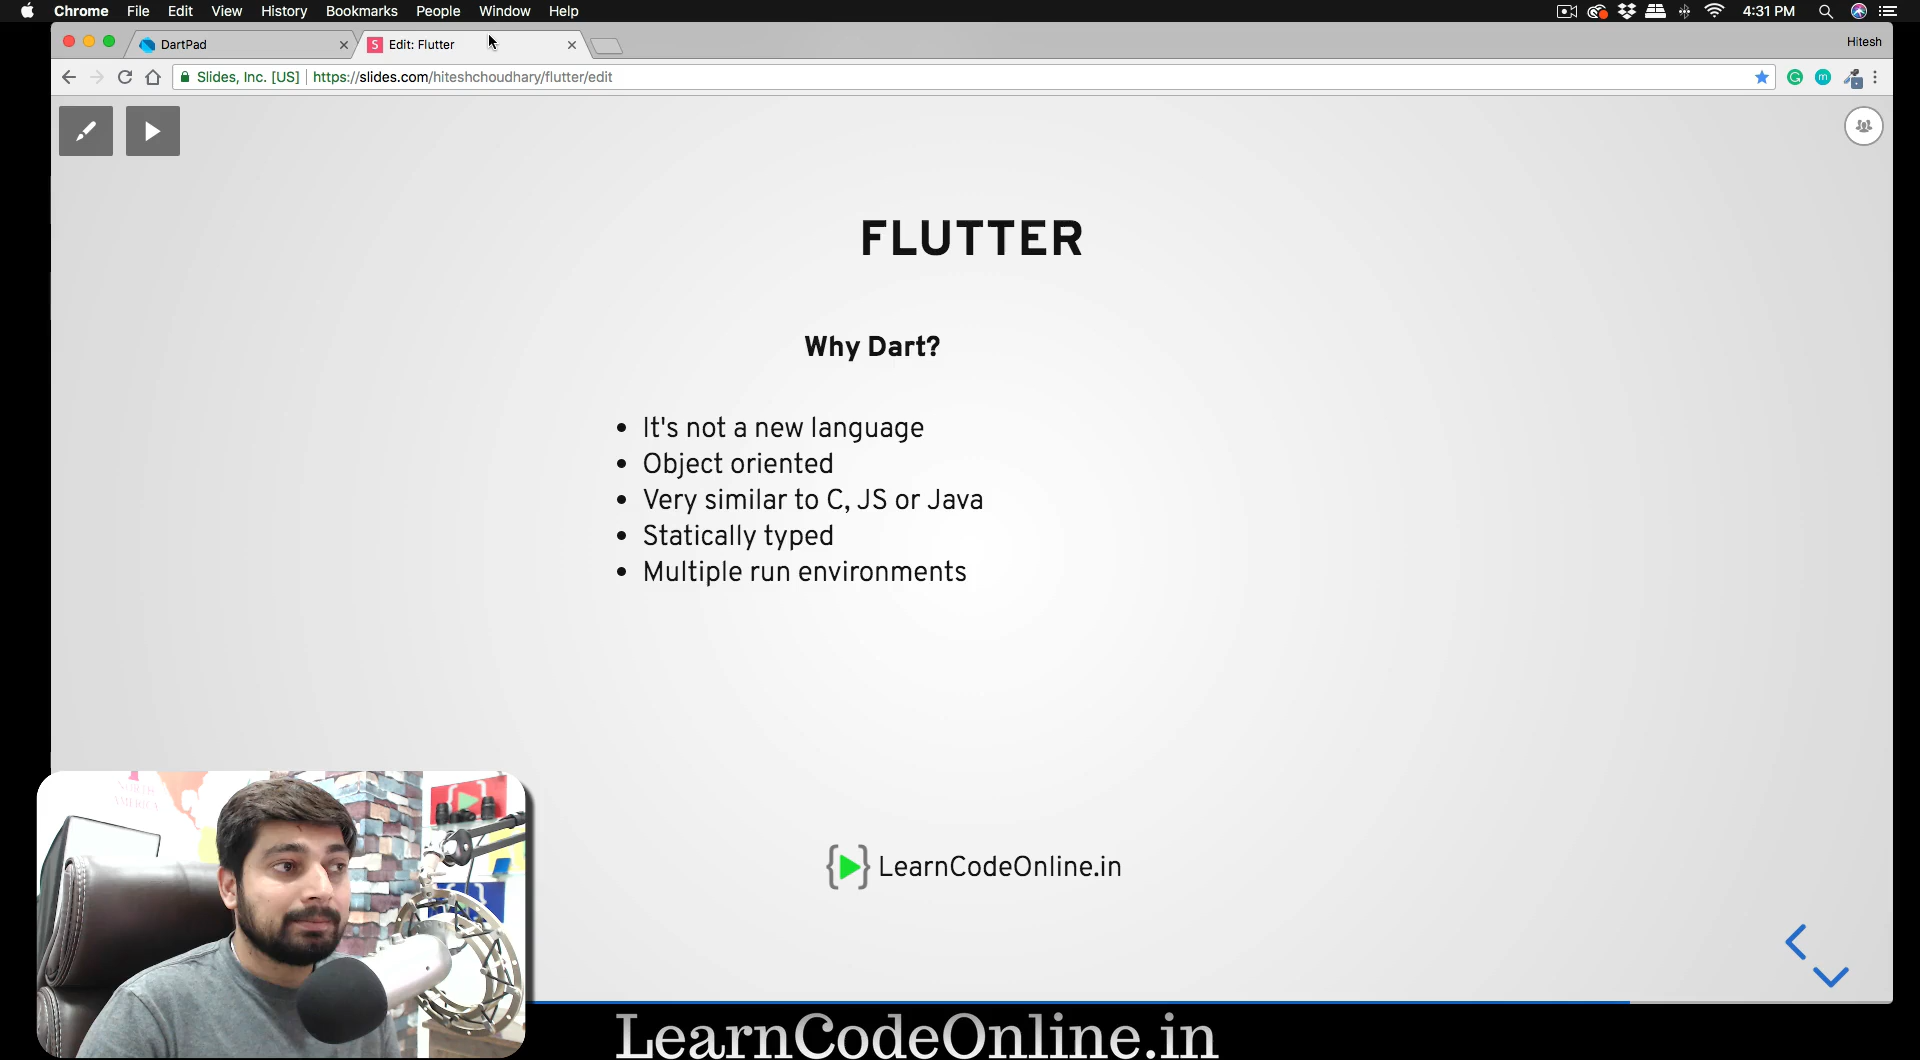 Chrome File Edit View History Bookmarks People Window Help 4:31 PM
DartPad Edit: Flutter Hitesh
Slides, Inc. [US] https://slides.com/hiteshchoudhary/flutter/edit
FLUTTER
Why Dart?
It's not a new language
Object oriented
Very similar to C, JS or Java
Statically typed
Multiple run environments
NORTH
AMERICA
LearnCodeOnline.in
LearnCodeOnline.in